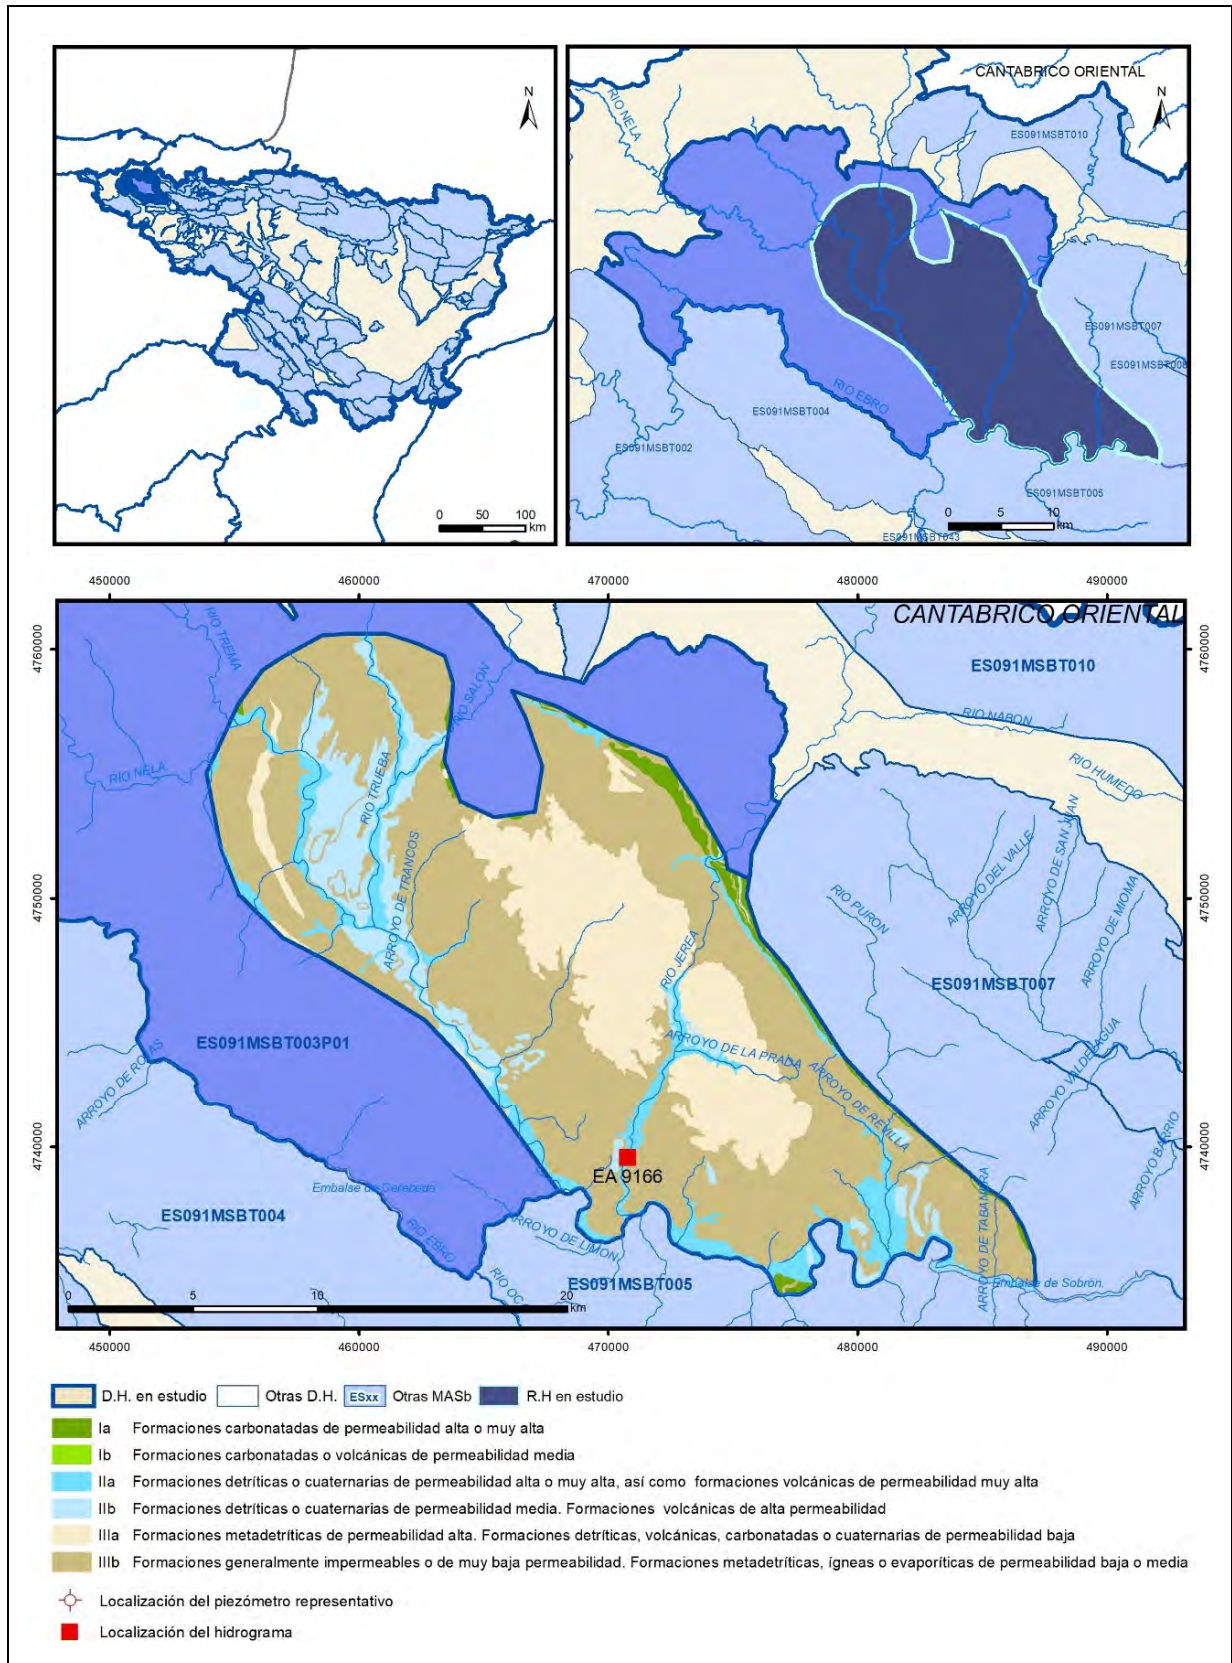 N
0 50 100
km
CANTABRICO ORIENTAL
N
RIO NELA
ES091MSBT010
ES091MSBT007
ES091MSBT008
RIO EBRO
ES091MSBT004
ES091MSBT002
ES091MSBT005
ES091MSBT043
0 5 10
km
450000 460000 470000 480000 490000
4760000
4750000
4740000
4760000
4750000
4740000
CANTABRICO ORIENTAL
ES091MSBT010
RIO TREMA
RIO SALON
RIO NABON
RIO HUMEDO
RIO NELA
RIO TRUEBA
ARROYO DE TRANCOS
ARROYO DEL VALLE
ARROYO DE SAN JUAN
ARROYO DE MIOMA
RIO PURON
RIO JEREA
ES091MSBT007
ES091MSBT003P01
ARROYO DE ROJAS
ARROYO DE LA PRADA
ARROYO DE REVILLA
ARROYO VALDELAGUA
ARROYO BARRIO
EA 9166
ARROYO DE TABANERA
Embalse de Cereceda
ES091MSBT004
RIO EBRO
ARROYO DE LIMON
RIO OC
ES091MSBT005
Embalse de Sobron.
0 5 10 20
km
450000 460000 470000 480000 490000
D.H. en estudio Otras D.H. ESxx Otras MASb R.H en estudio
Ia Formaciones carbonatadas de permeabilidad alta o muy alta
Ib Formaciones carbonatadas o volcánicas de permeabilidad media
IIa Formaciones detríticas o cuaternarias de permeabilidad alta o muy alta, así como formaciones volcánicas de permeabilidad muy alta
IIb Formaciones detríticas o cuaternarias de permeabilidad media. Formaciones volcánicas de alta permeabilidad
IIIa Formaciones metadetríticas de permeabilidad alta. Formaciones detríticas, volcánicas, carbonatadas o cuaternarias de permeabilidad baja
IIIb Formaciones generalmente impermeables o de muy baja permeabilidad. Formaciones metadetríticas, ígneas o evaporíticas de permeabilidad baja o media
Localización del piezómetro representativo
Localización del hidrograma